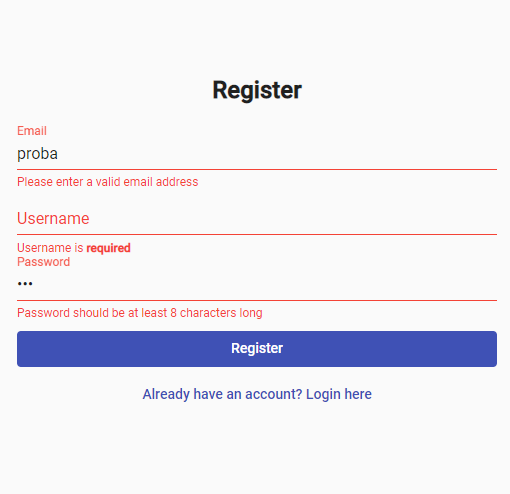 Register
Email
proba
Please enter a valid email address
Username
Username is required
Password
•••
Password should be at least 8 characters long
Register
Already have an account? Login here